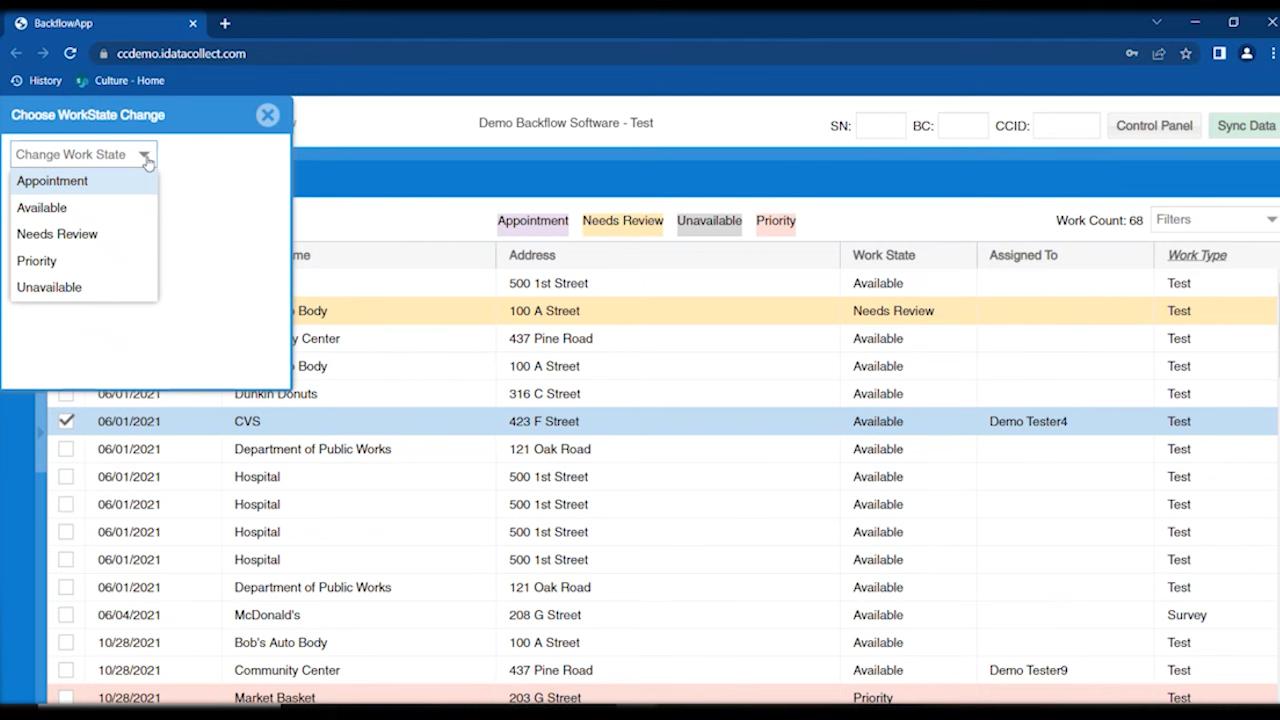 BackflowApp
ccdemo.idatacollect.com
History Culture - Home
Choose WorkState Change
Demo Backflow Software - Test SN: BC: CCID: Control Panel Sync Data
Change Work State
Appointment
Available
Needs Review
Priority
Unavailable
Appointment Needs Review Unavailable Priority Work Count: 68 Filters
me Address Work State Assigned To Work Type
500 1st Street Available Test
Body 100 A Street Needs Review Test
y Center 437 Pine Road Available Test
Body 100 A Street Available Test
06/01/2021 Dunkin Donuts 316 C Street Available Test
06/01/2021 CVS 423 F Street Available Demo Tester4 Test
06/01/2021 Department of Public Works 121 Oak Road Available Test
06/01/2021 Hospital 500 1st Street Available Test
06/01/2021 Hospital 500 1st Street Available Test
06/01/2021 Hospital 500 1st Street Available Test
06/01/2021 Hospital 500 1st Street Available Test
06/01/2021 Department of Public Works 121 Oak Road Available Test
06/04/2021 McDonald's 208 G Street Available Survey
10/28/2021 Bob's Auto Body 100 A Street Available Test
10/28/2021 Community Center 437 Pine Road Available Demo Tester9 Test
10/28/2021 Market Basket 203 G Street Priority Test